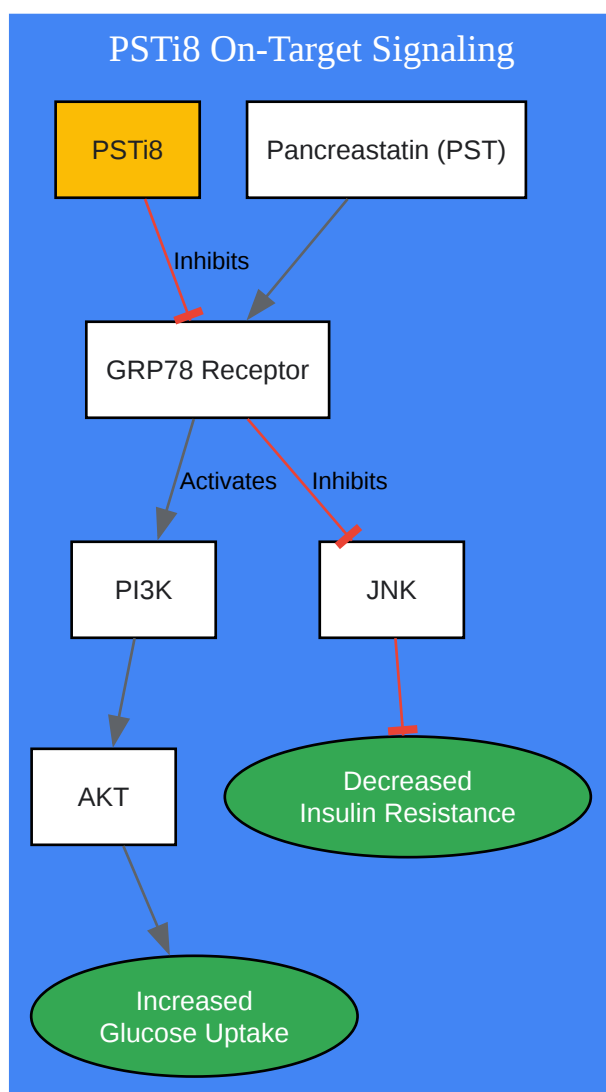 PSTi8 On-Target Signaling
PSTi8
Pancreastatin (PST)
Inhibits
GRP78 Receptor
Activates
Inhibits
PI3K
JNK
AKT
Decreased
Insulin Resistance
Increased
Glucose Uptake